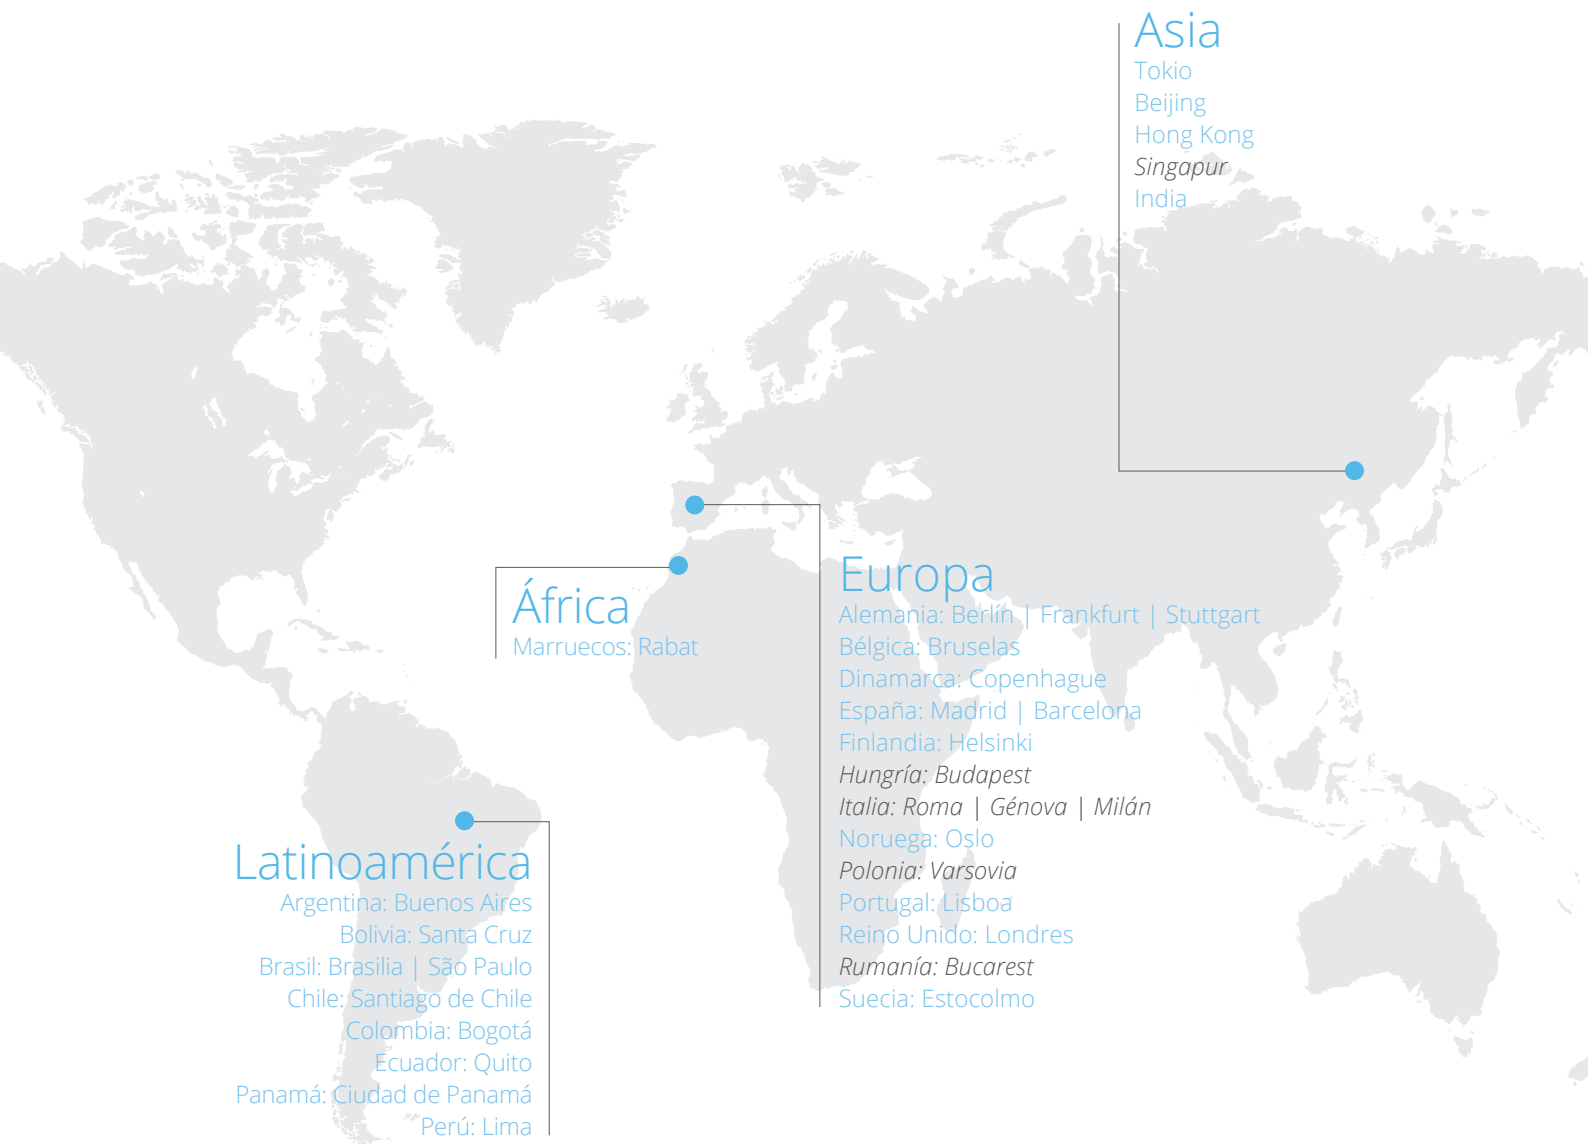 Asia
Tokio
Beijing
Hong Kong
Singapur
India
África
Marruecos: Rabat
Europa
Alemania: Berlín | Frankfurt | Stuttgart
Bélgica: Bruselas
Dinamarca: Copenhague
España: Madrid | Barcelona
Finlandia: Helsinki
Hungría: Budapest
Italia: Roma | Génova | Milán
Noruega: Oslo
Polonia: Varsovia
Portugal: Lisboa
Reino Unido: Londres
Rumanía: Bucarest
Suecia: Estocolmo
Latinoamérica
Argentina: Buenos Aires
Bolivia: Santa Cruz
Brasil: Brasilia | São Paulo
Chile: Santiago de Chile
Colombia: Bogotá
Ecuador: Quito
Panamá: Ciudad de Panamá
Perú: Lima